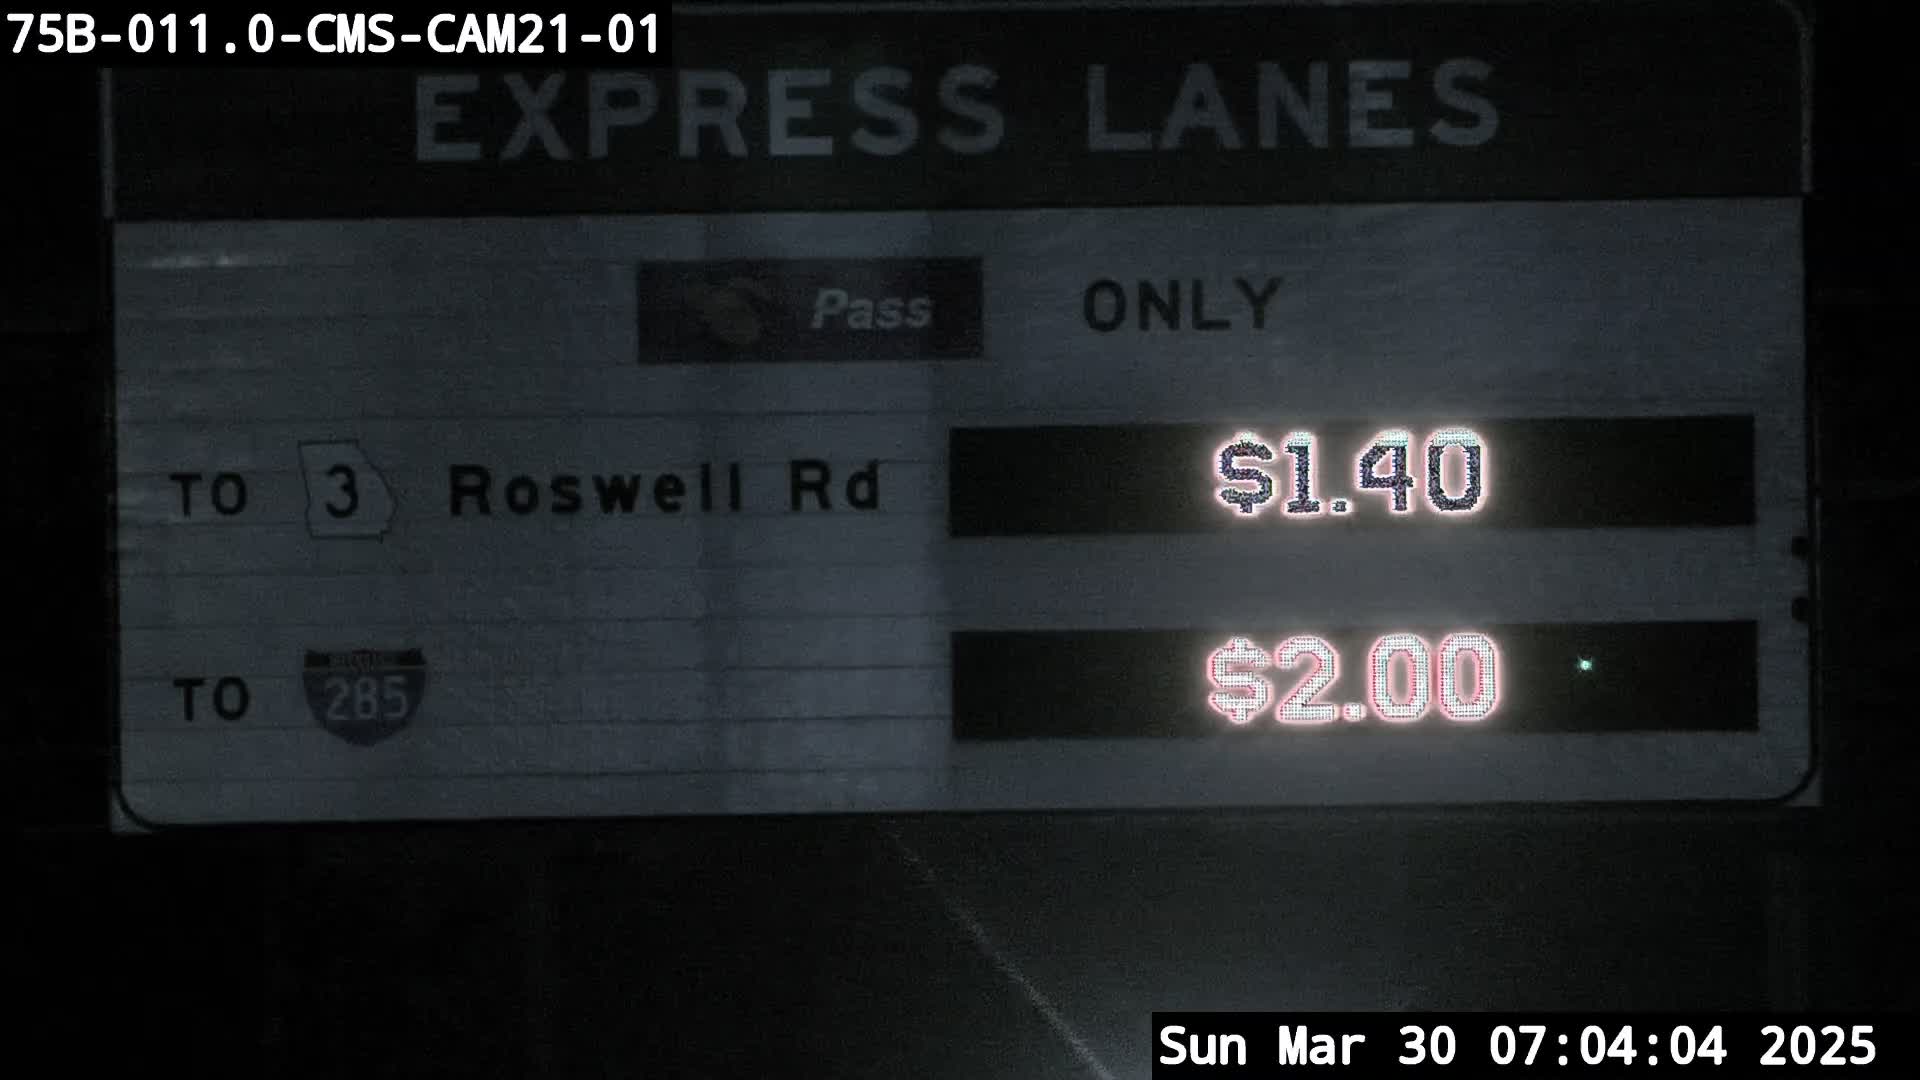 75B-011.0-CMS-CAM21-01
EXPRESS LANES
Pass ONLY
TO 3 Roswell Rd $1.40
TO 285 $2.00
Sun Mar 30 07:04:04 2025